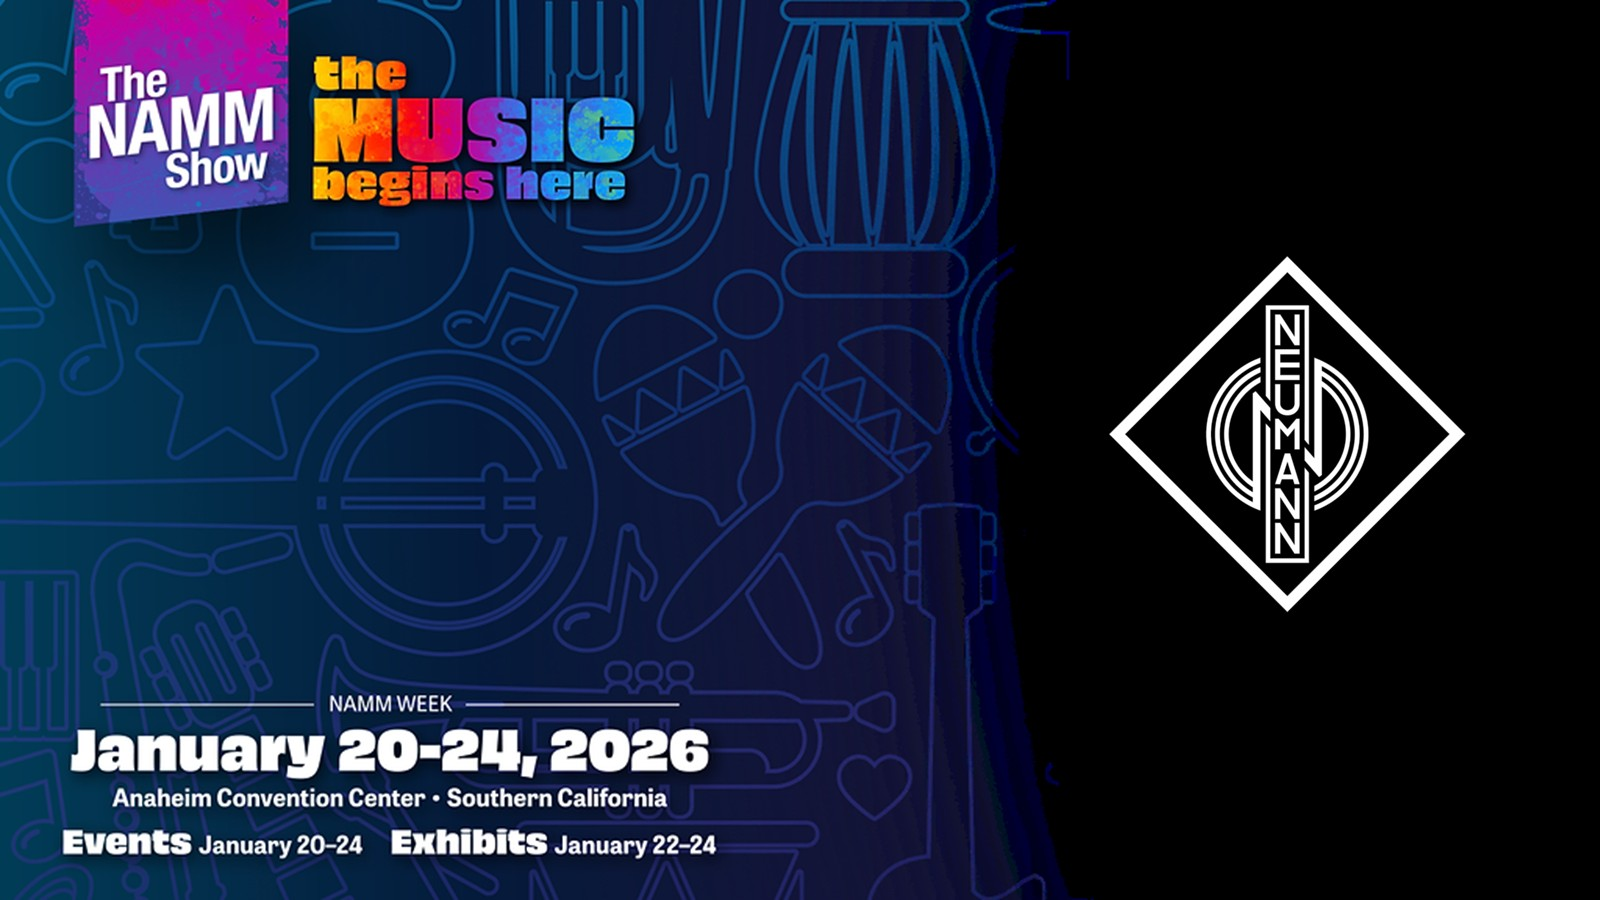 The
NAMM
Show
the
MUSIC
begins here
NEUMANN
NAMM WEEK
January 20-24, 2026
Anaheim Convention Center • Southern California
Events January 20–24 Exhibits January 22–24